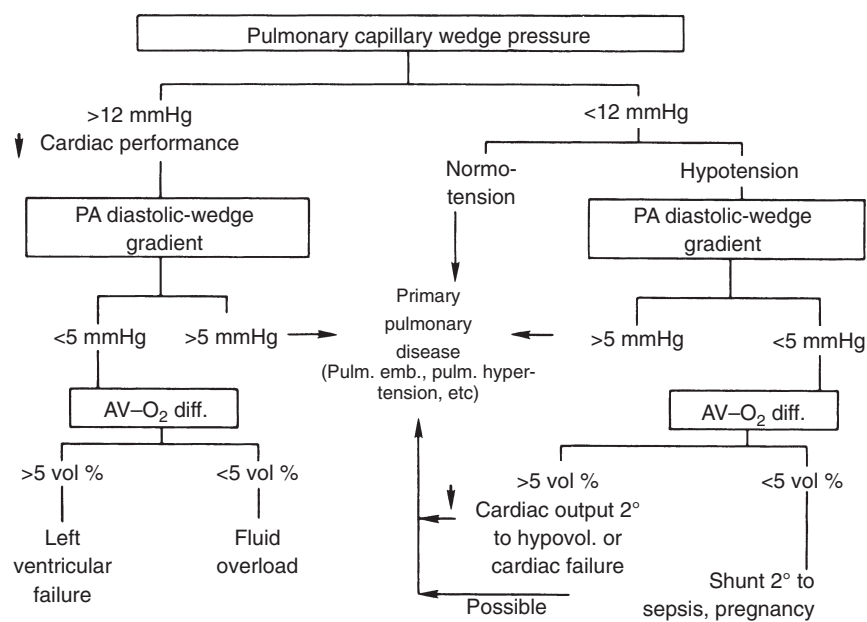 Pulmonary capillary wedge pressure
>12 mmHg
Cardiac performance
<12 mmHg
Normo-
tension
Hypotension
PA diastolic-wedge
gradient
PA diastolic-wedge
gradient
<5 mmHg
>5 mmHg
Primary
pulmonary
disease
(Pulm. emb., pulm. hyper-
tension, etc)
>5 mmHg
<5 mmHg
AV–O₂ diff.
AV–O₂ diff.
>5 vol %
<5 vol %
Left
ventricular
failure
Fluid
overload
>5 vol %
Cardiac output 2°
to hypovol. or
cardiac failure
<5 vol %
Shunt 2° to
sepsis, pregnancy
Possible